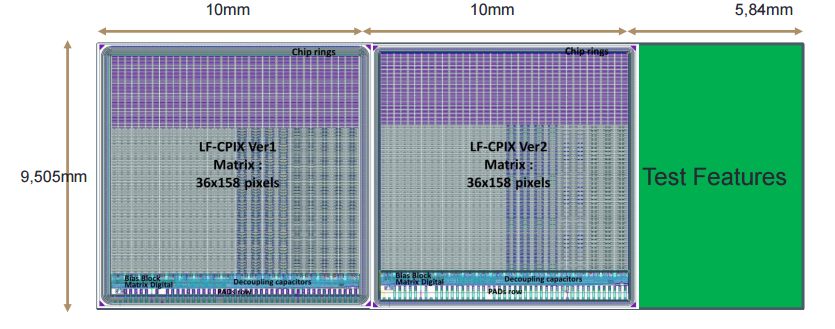 10mm
10mm
5,84mm
9,505mm
Chip rings
LF-CPIX Ver1
Matrix :
36x158 pixels
Bias Block
Matrix Digital
Decoupling capacitors
PADs row
Chip rings
LF-CPIX Ver2
Matrix :
36x158 pixels
Bias Block
Matrix Digital
Decoupling capacitors
PADs row
Test Features